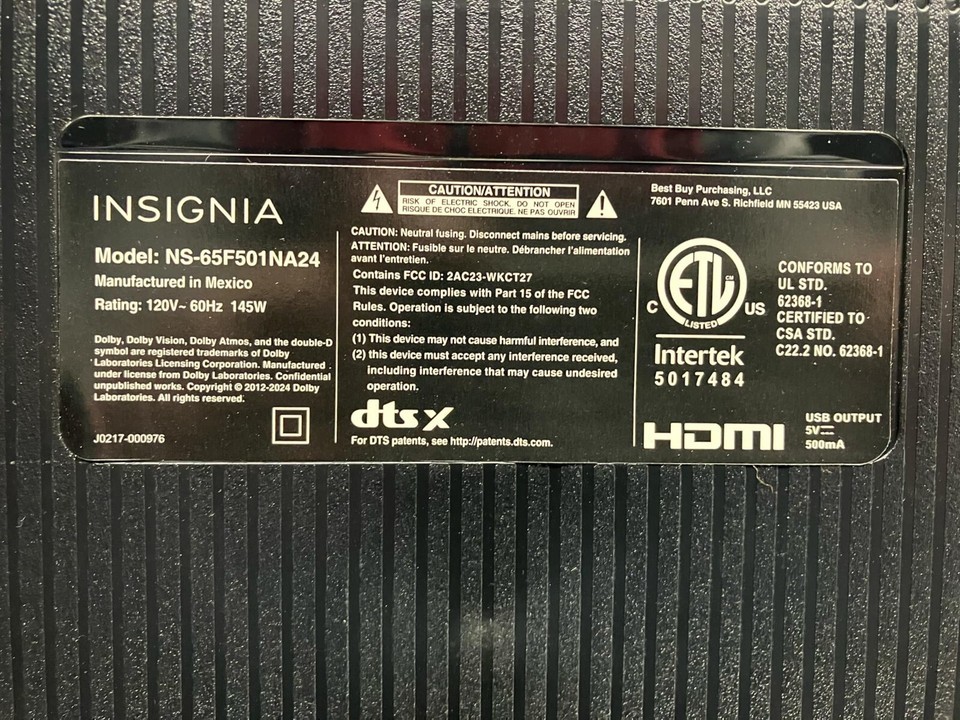 INSIGNIA
Model: NS-65F501NA24
Manufactured in Mexico
Rating: 120V~ 60Hz 145W
Dolby, Dolby Vision, Dolby Atmos, and the double-D
symbol are registered trademarks of Dolby
Laboratories Licensing Corporation. Manufactured
under license from Dolby Laboratories. Confidential
unpublished works. Copyright © 2012-2024 Dolby
Laboratories. All rights reserved.
J0217-000976
CAUTION/ATTENTION
RISK OF ELECTRIC SHOCK. DO NOT OPEN
RISQUE DE CHOC ELECTRIQUE. NE PAS OUVRIR
CAUTION: Neutral fusing. Disconnect mains before servicing.
ATTENTION: Fusible sur le neutre. Débrancher l'alimentation
avant l'entretien.
Contains FCC ID: 2AC23-WKCT27
This device complies with Part 15 of the FCC
Rules. Operation is subject to the following two
conditions:
(1) This device may not cause harmful interference, and
(2) this device must accept any interference received,
including interference that may cause undesired
operation.
dts X
For DTS patents, see http://patents.dts.com.
Best Buy Purchasing, LLC
7601 Penn Ave S. Richfield MN 55423 USA
C ETL CM US
LISTED
Intertek
5017484
CONFORMS TO
UL STD.
62368-1
CERTIFIED TO
CSA STD.
C22.2 NO. 62368-1
HDMI
USB OUTPUT
5V⎓
500mA